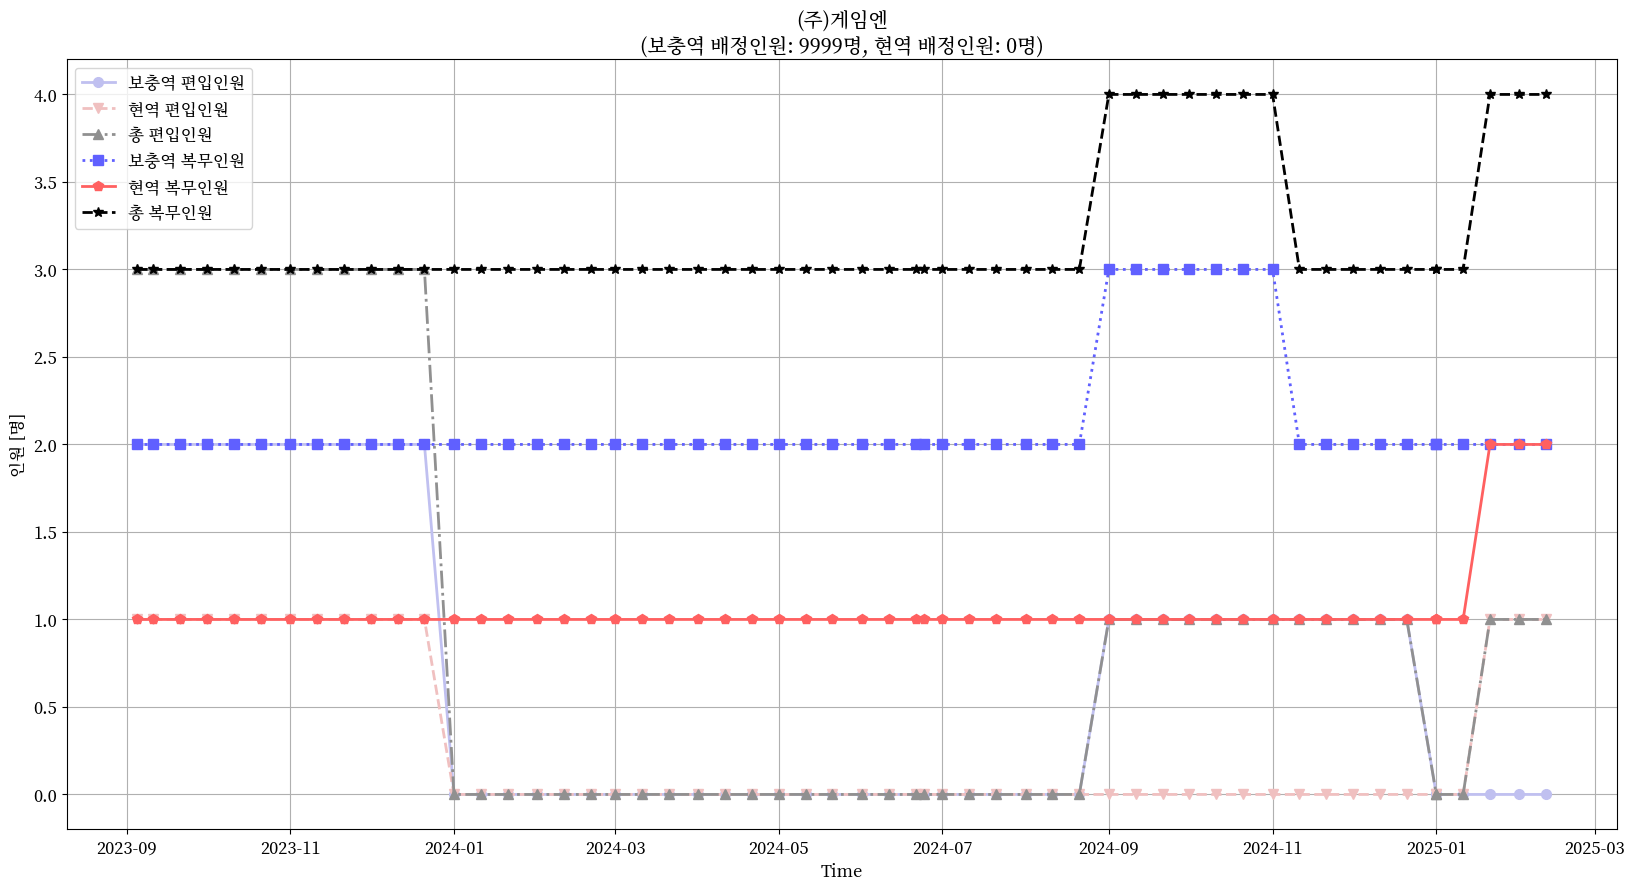 (주)게임엔
(보충역 배정인원: 9999명, 현역 배정인원: 0명)
보충역 편입인원
현역 편입인원
총 편입인원
보충역 복무인원
현역 복무인원
총 복무인원
4.0
3.5
3.0
2.5
2.0
1.5
1.0
0.5
0.0
인원 [명]
2023-09 2023-11 2024-01 2024-03 2024-05 2024-07 2024-09 2024-11 2025-01 2025-03
Time